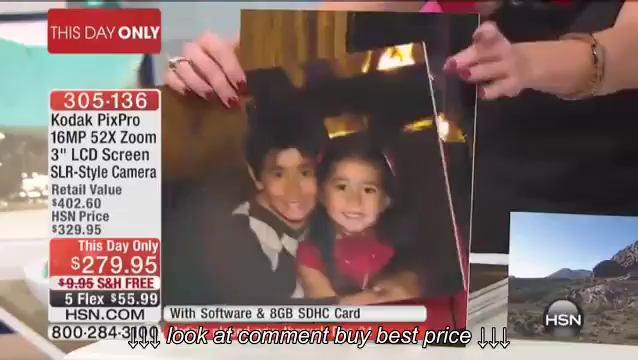 THIS DAY ONLY
305-136
Kodak PixPro
16MP 52X Zoom
3" LCD Screen
SLR-Style Camera
Retail Value
$402.60
HSN Price
$329.95
This Day Only
$279.95
$9.95 S&H FREE
5 Flex $55.99
HSN.COM
800-284-3100
With Software & 8GB SDHC Card
↓↓↓ look at comment buy best price ↓↓↓
HSN